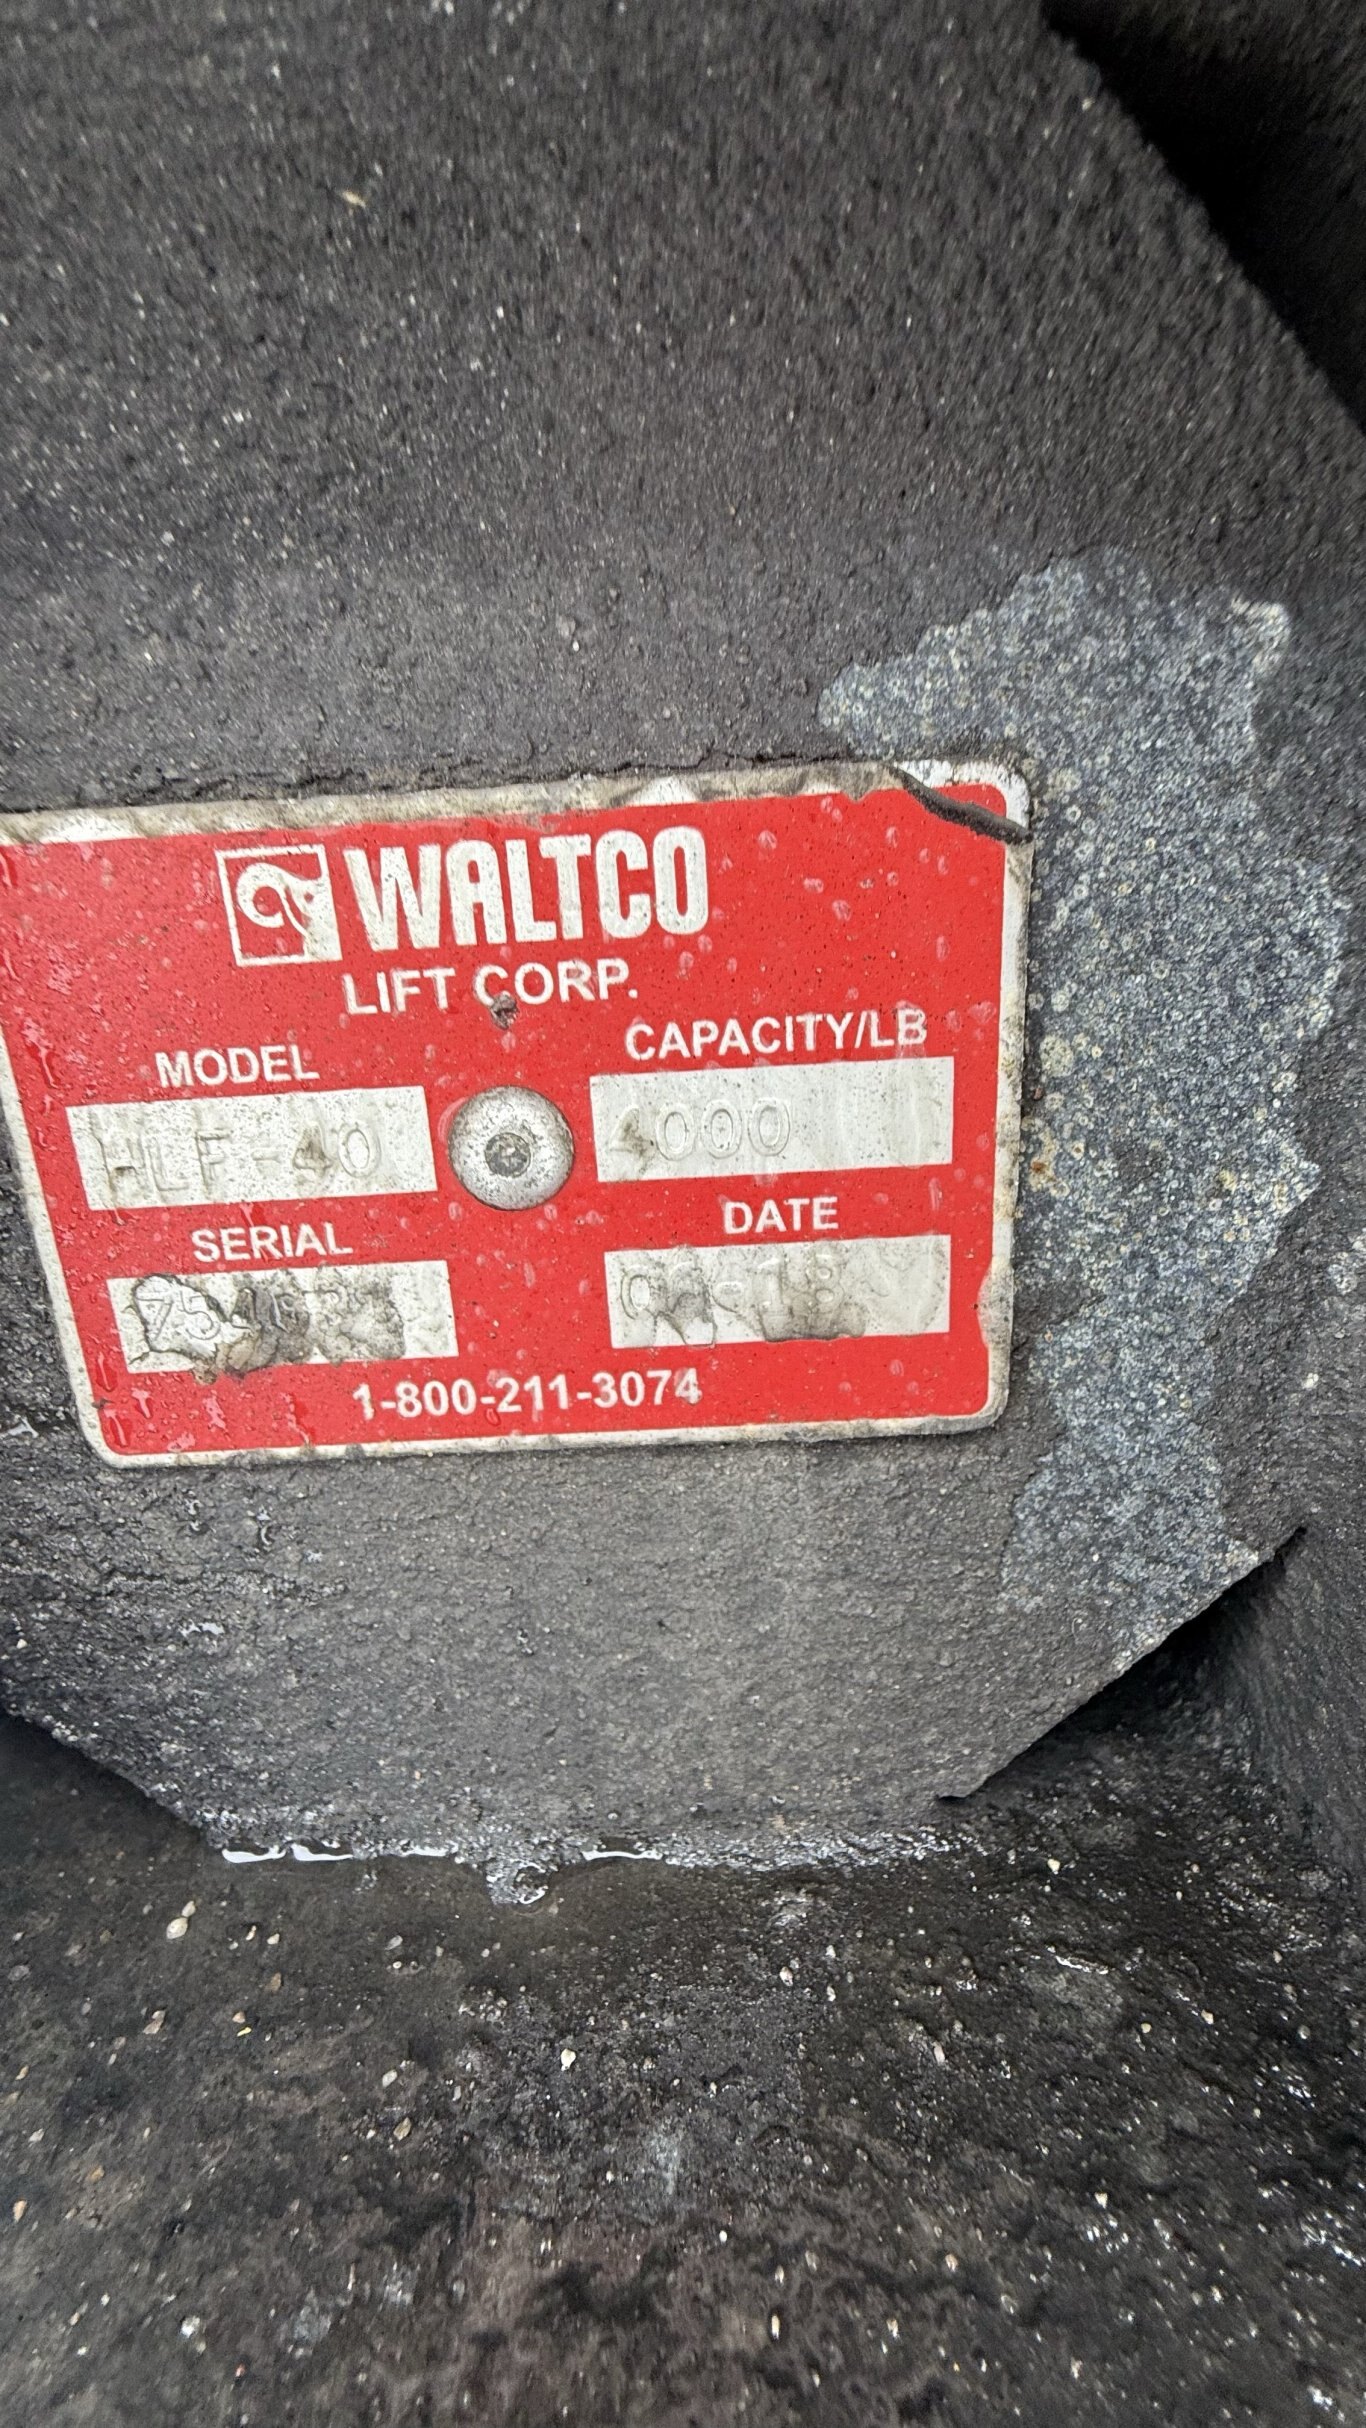 WALTCO
LIFT CORP.
MODEL
CAPACITY/LB
HLF-40
4000
SERIAL
DATE
1-800-211-3074